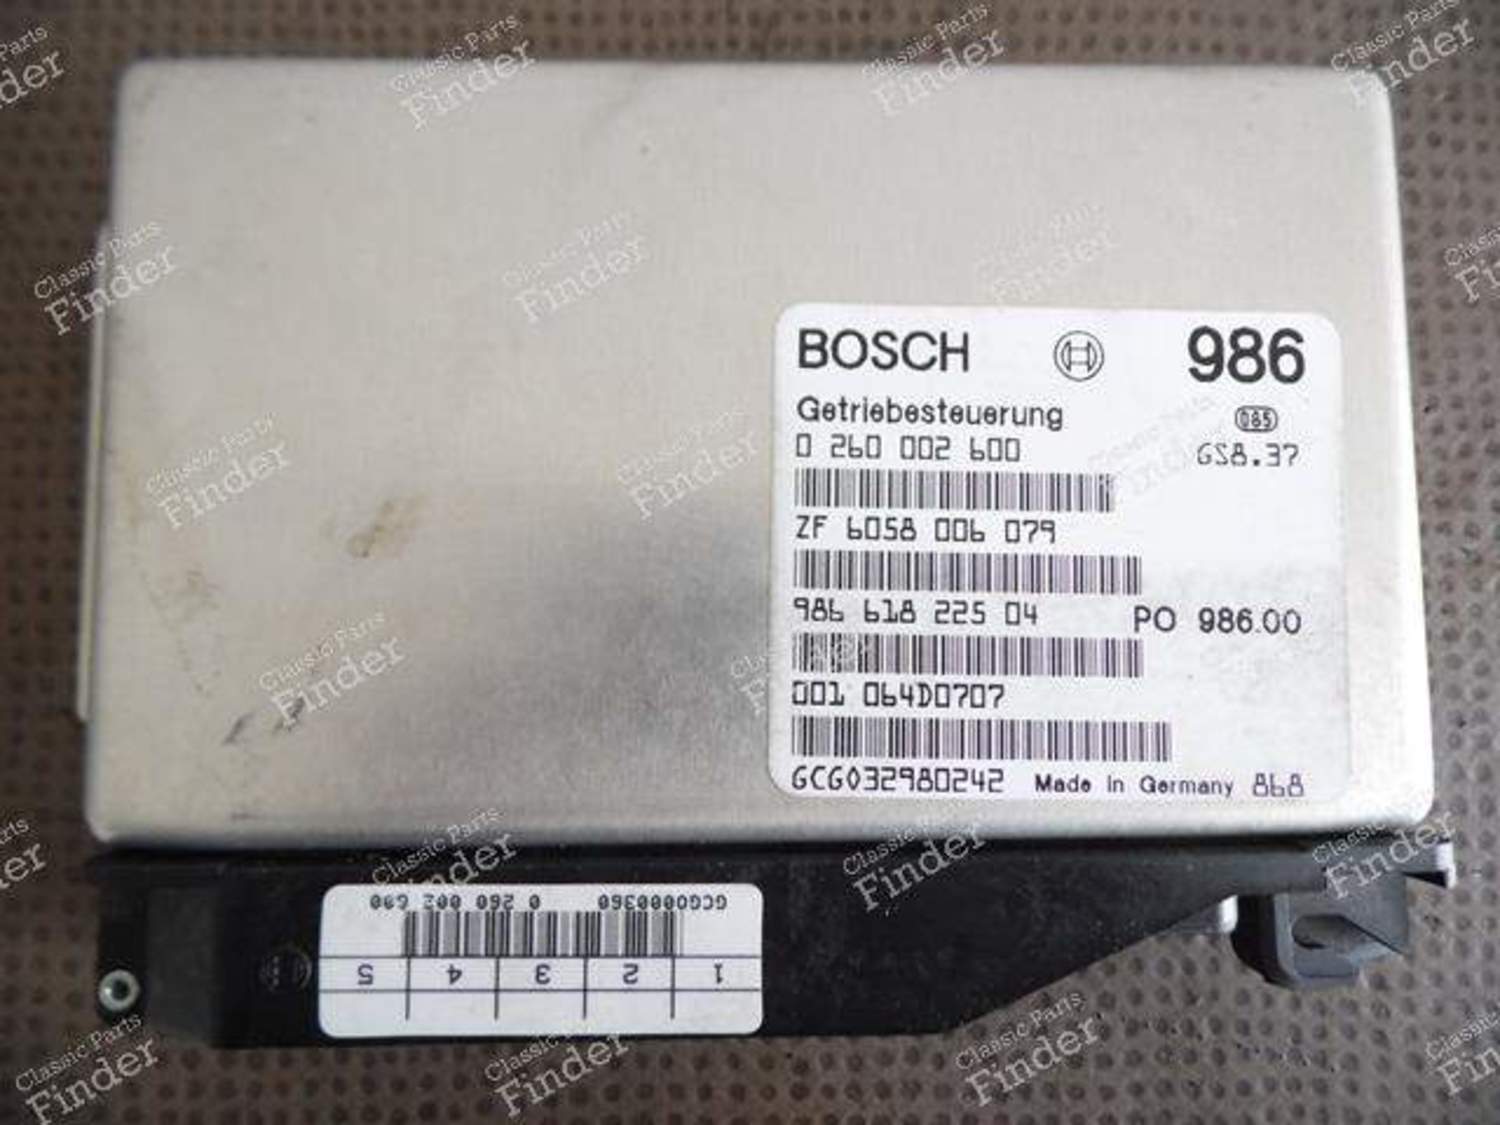 BOSCH 986
Getriebesteuerung 085
0 260 002 600 GS8.37
ZF 6058 006 079
986 618 225 04 PO 986.00
001 064D0707
GCG032980242 Made in Germany 868
GCG0000360 0 260 002 600
1 2 3 4 5
Classic Parts
Finder